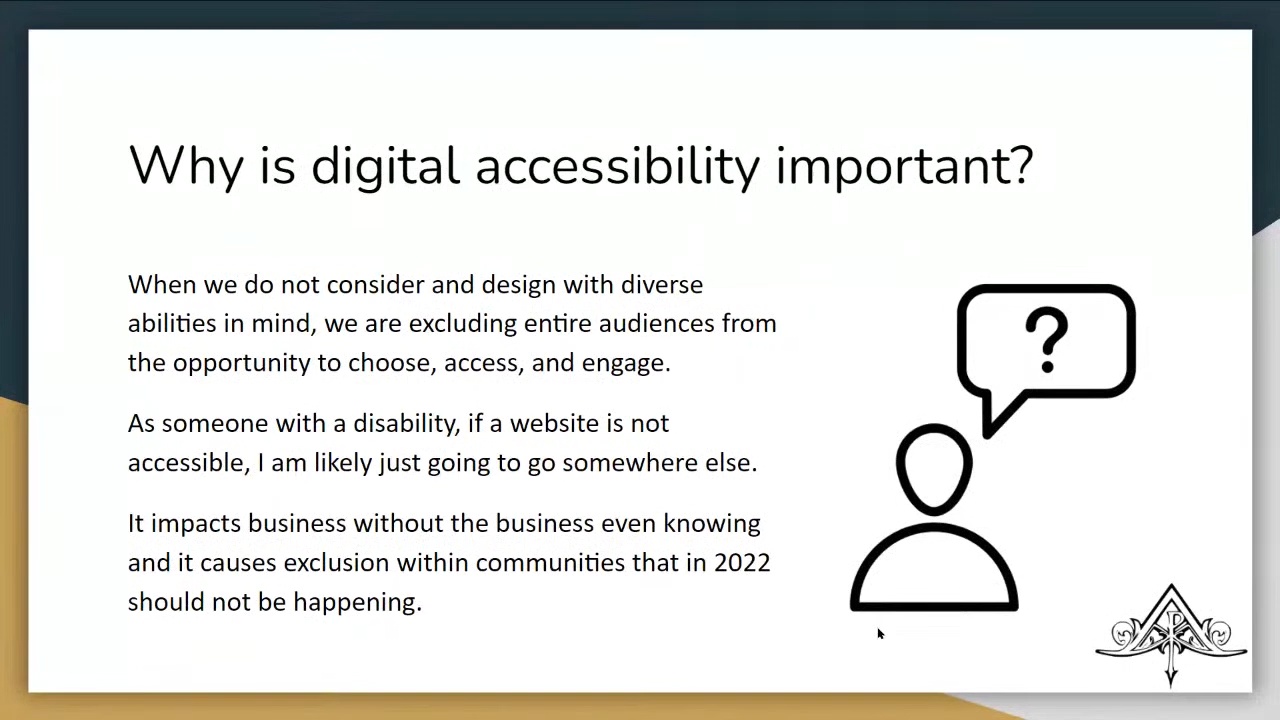 Why is digital accessibility important?
When we do not consider and design with diverse
abilities in mind, we are excluding entire audiences from
the opportunity to choose, access, and engage.
As someone with a disability, if a website is not
accessible, I am likely just going to go somewhere else.
It impacts business without the business even knowing
and it causes exclusion within communities that in 2022
should not be happening.
?